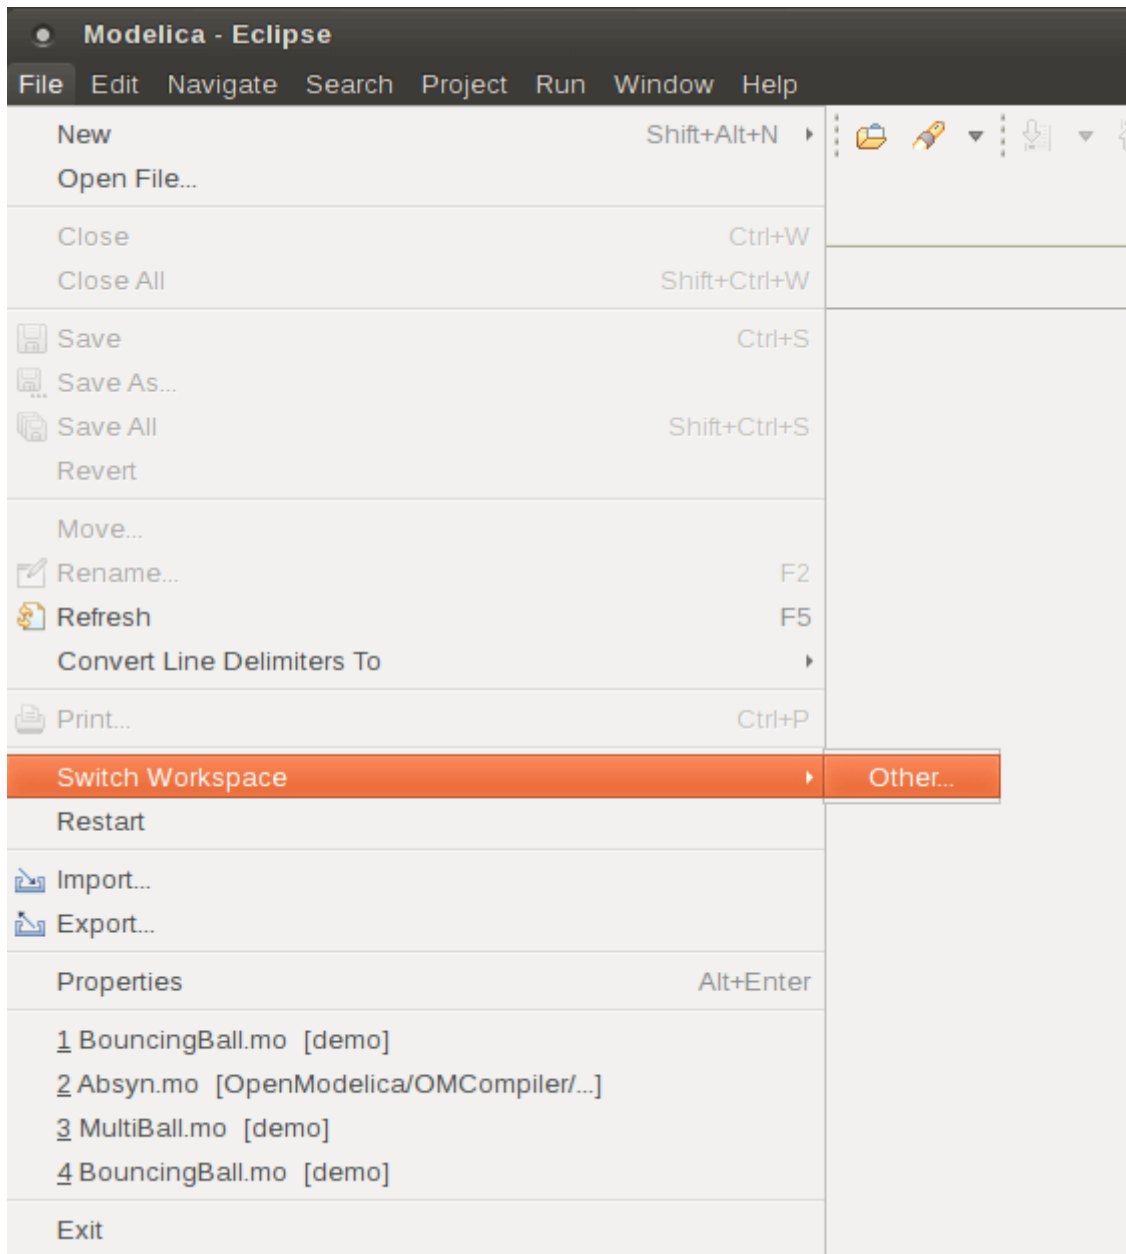 Modelica - Eclipse
File Edit Navigate Search Project Run Window Help
New Shift+Alt+N
Open File...
Close Ctrl+W
Close All Shift+Ctrl+W
Save Ctrl+S
Save As...
Save All Shift+Ctrl+S
Revert
Move...
Rename... F2
Refresh F5
Convert Line Delimiters To
Print... Ctrl+P
Switch Workspace Other...
Restart
Import...
Export...
Properties Alt+Enter
1 BouncingBall.mo [demo]
2 Absyn.mo [OpenModelica/OMCompiler/...]
3 MultiBall.mo [demo]
4 BouncingBall.mo [demo]
Exit